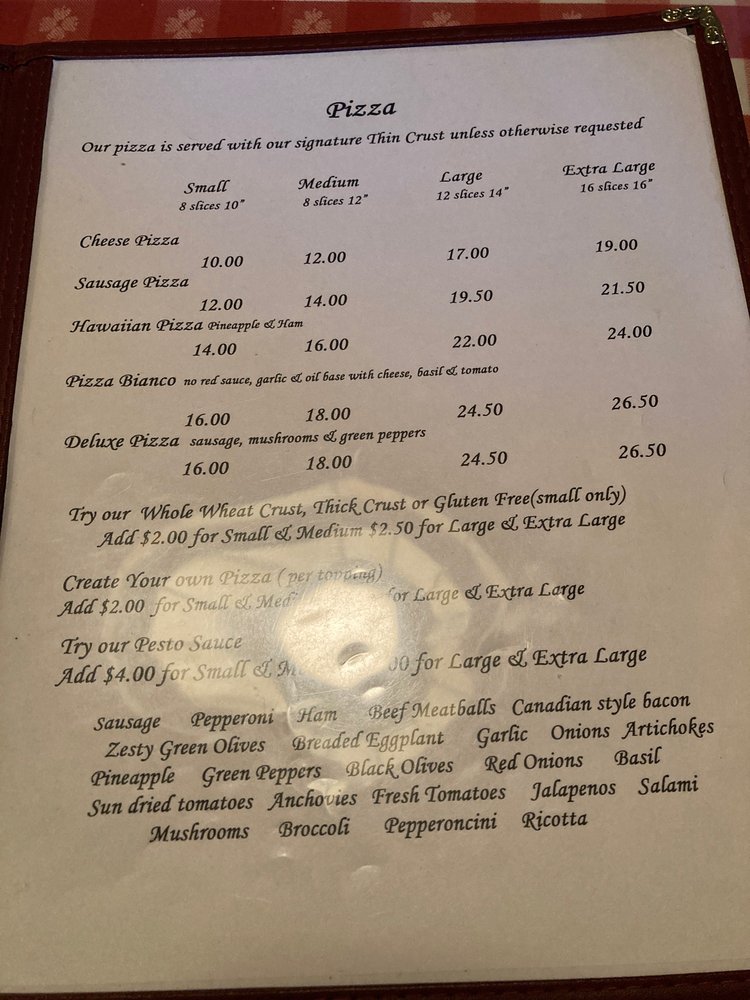 Pizza
Our pizza is served with our signature Thin Crust unless otherwise requested
Small Medium Large Extra Large
8 slices 10" 8 slices 12" 12 slices 14" 16 slices 16"
Cheese Pizza
10.00 12.00 17.00 19.00
Sausage Pizza
12.00 14.00 19.50 21.50
Hawaiian Pizza Pineapple & Ham
14.00 16.00 22.00 24.00
Pizza Bianco no red sauce, garlic & oil base with cheese, basil & tomato
16.00 18.00 24.50 26.50
Deluxe Pizza sausage, mushrooms & green peppers
16.00 18.00 24.50 26.50
Try our Whole Wheat Crust, Thick Crust or Gluten Free(small only)
Add $2.00 for Small & Medium $2.50 for Large & Extra Large
Create Your own Pizza (per topping)
Add $2.00 for Small & for Large & Extra Large
Try our Pesto Sauce
Add $4.00 for Small & for Large & Extra Large
Sausage Pepperoni Ham Beef Meatballs Canadian style bacon
Zesty Green Olives Breaded Eggplant Garlic Onions Artichokes
Pineapple Green Peppers Black Olives Red Onions Basil
Sun dried tomatoes Anchovies Fresh Tomatoes Jalapenos Salami
Mushrooms Broccoli Pepperoncini Ricotta